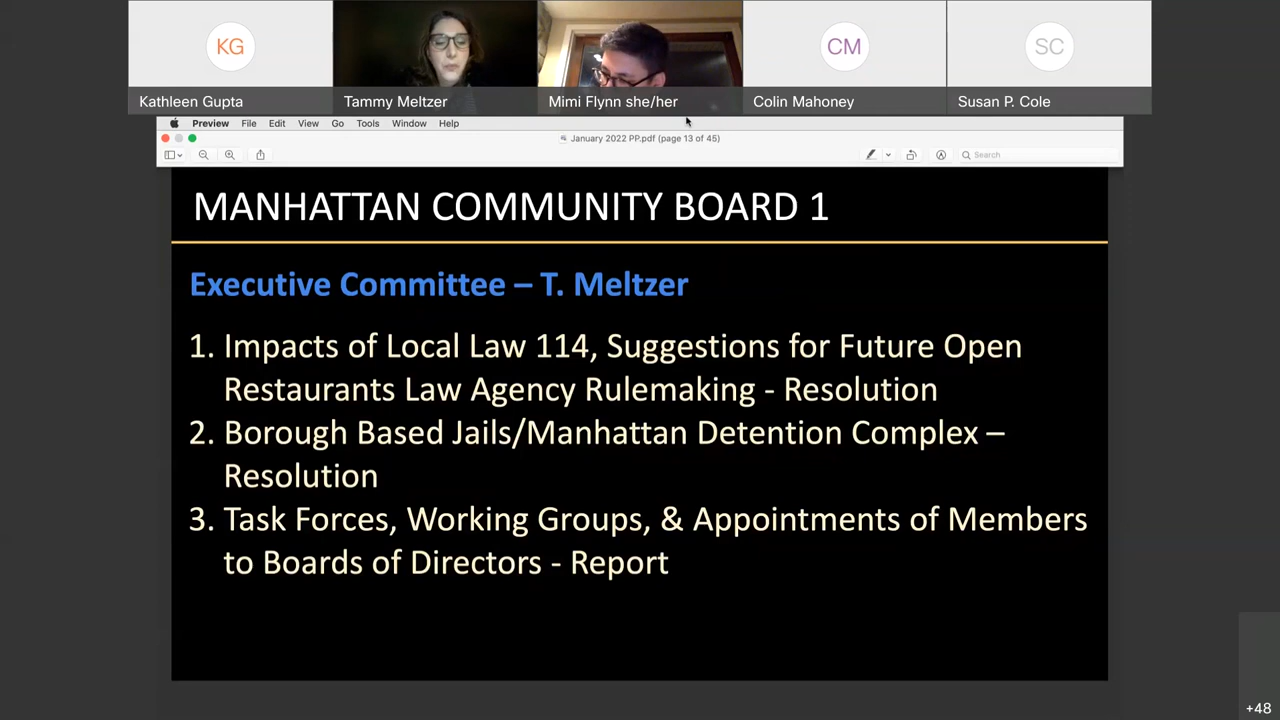 KG
CM
SC
Kathleen Gupta
Tammy Meltzer
Mimi Flynn she/her
Colin Mahoney
Susan P. Cole
Preview File Edit View Go Tools Window Help
January 2022 PP.pdf (page 13 of 45)
Search
MANHATTAN COMMUNITY BOARD 1
Executive Committee – T. Meltzer
1. Impacts of Local Law 114, Suggestions for Future Open
Restaurants Law Agency Rulemaking - Resolution
2. Borough Based Jails/Manhattan Detention Complex –
Resolution
3. Task Forces, Working Groups, & Appointments of Members
to Boards of Directors - Report
+48